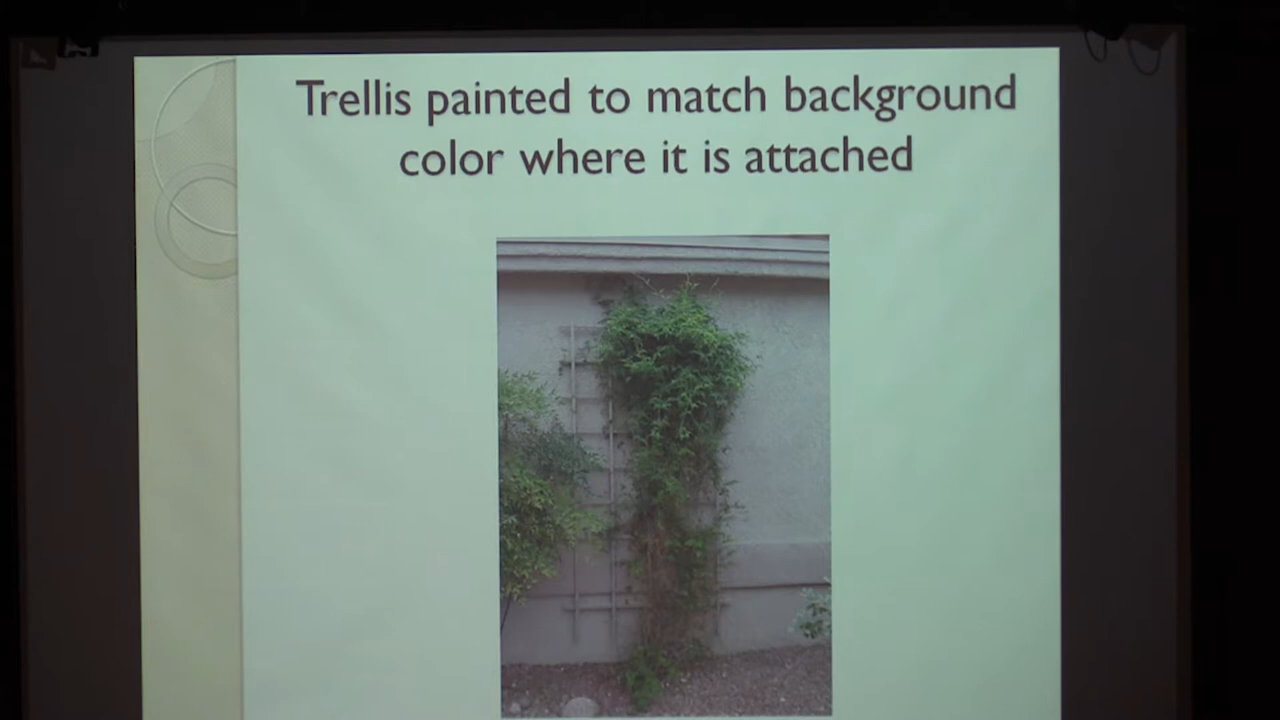 Trellis painted to match background
color where it is attached